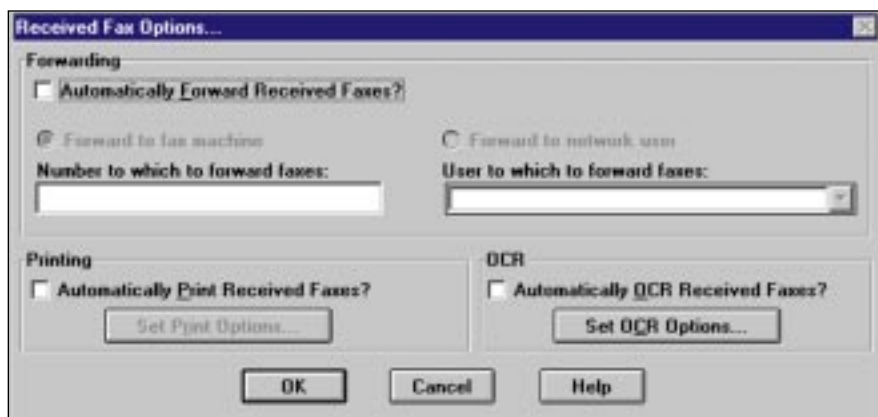 Received Fax Options...
Forwarding
Automatically Forward Received Faxes?
Forward to fax machine
Forward to network user
Number to which to forward faxes:
User to which to forward faxes:
Printing
OCR
Automatically Print Received Faxes?
Automatically OCR Received Faxes?
Set Print Options...
Set OCR Options...
OK
Cancel
Help